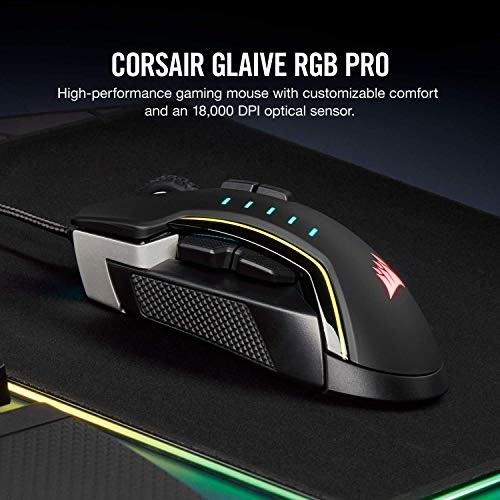 CORSAIR GLAIVE RGB PRO
High-performance gaming mouse with customizable comfort
and an 18,000 DPI optical sensor.